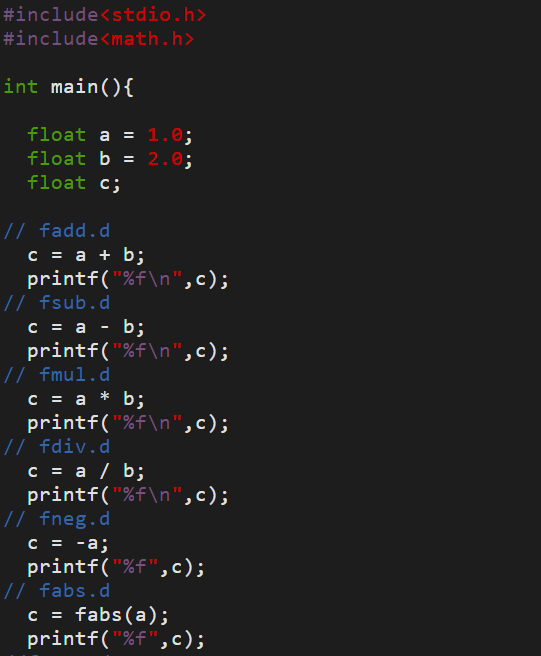 #include<stdio.h>
#include<math.h>

int main(){

  float a = 1.0;
  float b = 2.0;
  float c;

// fadd.d
  c = a + b;
  printf("%f\n",c);
// fsub.d
  c = a - b;
  printf("%f\n",c);
// fmul.d
  c = a * b;
  printf("%f\n",c);
// fdiv.d
  c = a / b;
  printf("%f\n",c);
// fneg.d
  c = -a;
  printf("%f",c);
// fabs.d
  c = fabs(a);
  printf("%f",c);